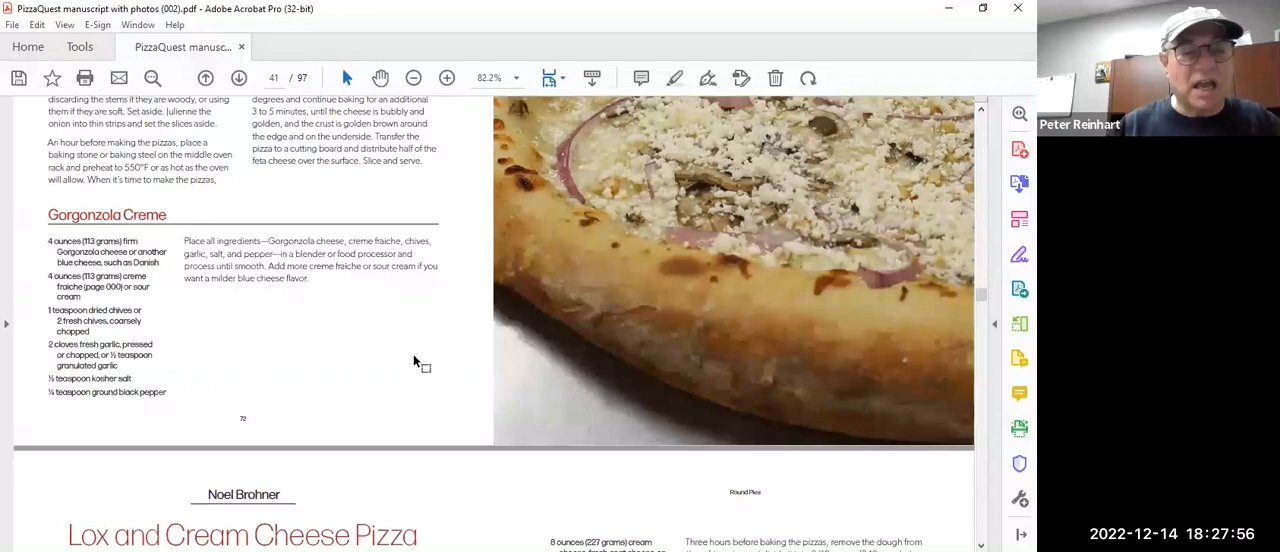 PizzaQuest manuscript with photos (002).pdf - Adobe Acrobat Pro (32-bit)
File Edit View E-Sign Window Help
Home Tools PizzaQuest manusc... ×
41 / 97 82.2%
discarding the stems if they are woody, or using
them if they are soft. Set aside. Julienne the
onion into thin strips and set the slices aside.
An hour before making the pizzas, place a
baking stone or baking steel on the middle oven
rack and preheat to 550°F or as hot as the oven
will allow. When it's time to make the pizzas,
degrees and continue baking for an additional
3 to 5 minutes, until the cheese is bubbly and
golden, and the crust is golden brown around
the edge and on the underside. Transfer the
pizza to a cutting board and distribute half of the
feta cheese over the surface. Slice and serve.
Gorgonzola Creme
4 ounces (113 grams) firm
Gorgonzola cheese or another
blue cheese, such as Danish
4 ounces (113 grams) creme
fraiche (page 000) or sour
cream
1 teaspoon dried chives or
2 fresh chives, coarsely
chopped
2 cloves fresh garlic, pressed
or chopped, or ½ teaspoon
granulated garlic
½ teaspoon kosher salt
¼ teaspoon ground black pepper
Place all ingredients—Gorgonzola cheese, creme fraiche, chives,
garlic, salt, and pepper—in a blender or food processor and
process until smooth. Add more creme fraiche or sour cream if you
want a milder blue cheese flavor.
72
Noel Brohner
Lox and Cream Cheese Pizza
Round Pies
8 ounces (227 grams) cream
Three hours before baking the pizzas, remove the dough from
Peter Reinhart
2022-12-14 18:27:56